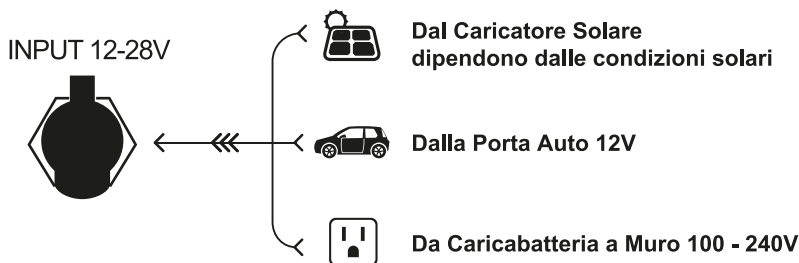 INPUT 12-28V
Dal Caricatore Solare
dipendono dalle condizioni solari
Dalla Porta Auto 12V
Da Caricabatteria a Muro 100 - 240V